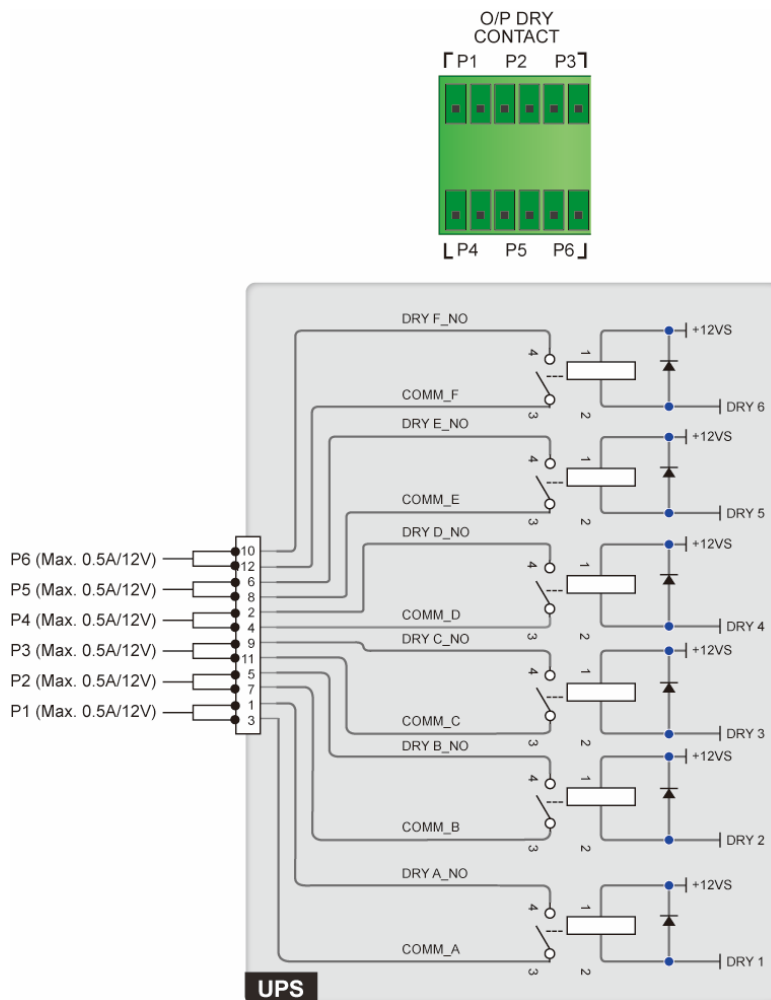 O/P DRY
CONTACT
P1 P2 P3
P4 P5 P6
DRY F_NO
4 1 +12VS
COMM_F
3 2 DRY 6
DRY E_NO
4 1 +12VS
COMM_E
3 2 DRY 5
DRY D_NO
4 1 +12VS
COMM_D
3 2 DRY 4
DRY C_NO
4 1 +12VS
COMM_C
3 2 DRY 3
DRY B_NO
4 1 +12VS
COMM_B
3 2 DRY 2
DRY A_NO
4 1 +12VS
COMM_A
3 2 DRY 1
P6 (Max. 0.5A/12V) 10
12
P5 (Max. 0.5A/12V) 6
8
P4 (Max. 0.5A/12V) 2
4
P3 (Max. 0.5A/12V) 9
11
P2 (Max. 0.5A/12V) 5
7
P1 (Max. 0.5A/12V) 1
3
UPS